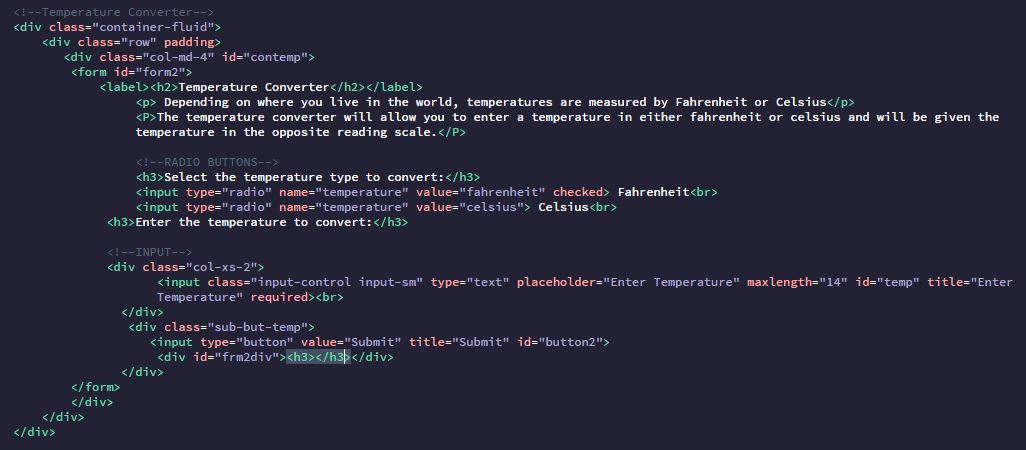 <!--Temperature Converter-->
<div class="container-fluid">
<div class="row" padding>
<div class="col-md-4" id="contemp">
<form id="form2">
<label><h2>Temperature Converter</h2></label>
<p> Depending on where you live in the world, temperatures are measured by Fahrenheit or Celsius</p>
<P>The temperature converter will allow you to enter a temperature in either fahrenheit or celsius and will be given the
temperature in the opposite reading scale.</P>
<!--RADIO BUTTONS-->
<h3>Select the temperature type to convert:</h3>
<input type="radio" name="temperature" value="fahrenheit" checked> Fahrenheit<br>
<input type="radio" name="temperature" value="celsius"> Celsius<br>
<h3>Enter the temperature to convert:</h3>
<!--INPUT-->
<div class="col-xs-2">
<input class="input-control input-sm" type="text" placeholder="Enter Temperature" maxlength="14" id="temp" title="Enter
Temperature" required><br>
</div>
<div class="sub-but-temp">
<input type="button" value="Submit" title="Submit" id="button2">
<div id="frm2div"><h3></h3></div>
</div>
</form>
</div>
</div>
</div>